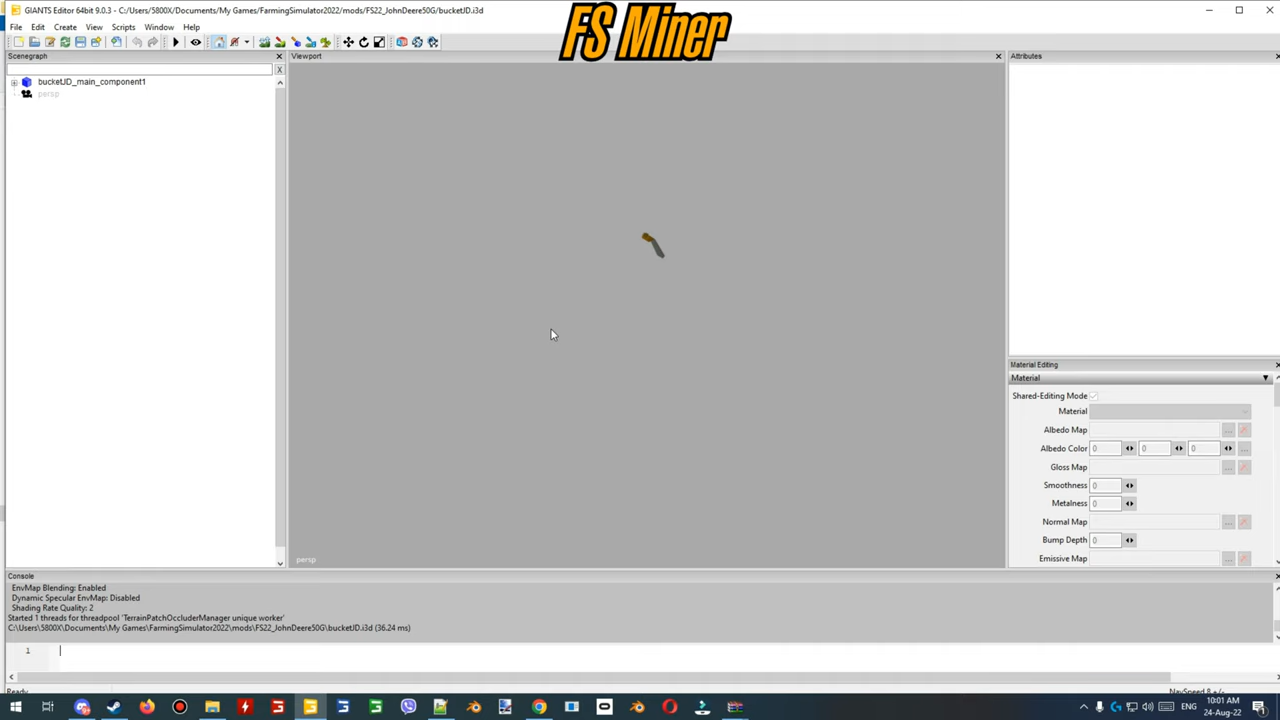 GIANTS Editor 64bit 9.0.3 - C:/Users/5800X/Documents/My Games/FarmingSimulator2022/mods/FS22_JohnDeere50G/bucketJD.i3d
FS Miner
File Edit Create View Scripts Window Help
Scenegraph
Viewport
Attributes
X
bucketJD_main_component1
persp
persp
Material Editing
Material
Shared-Editing Mode
Material
Albedo Map
Albedo Color 0 0 0
Gloss Map
Smoothness 0
Metalness 0
Normal Map
Bump Depth 0
Emissive Map
Console
EnvMap Blending: Enabled
Dynamic Specular EnvMap: Disabled
Shading Rate Quality: 2
Started 1 threads for threadpool 'TerrainPatchOccluderManager unique worker'
C:\Users\5800X\Documents\My Games\FarmingSimulator2022\mods\FS22_JohnDeere50G\bucketJD.i3d (36.24 ms)
1
Ready
NavSpeed 8 +/-
ENG
10:01 AM
24-Aug-22